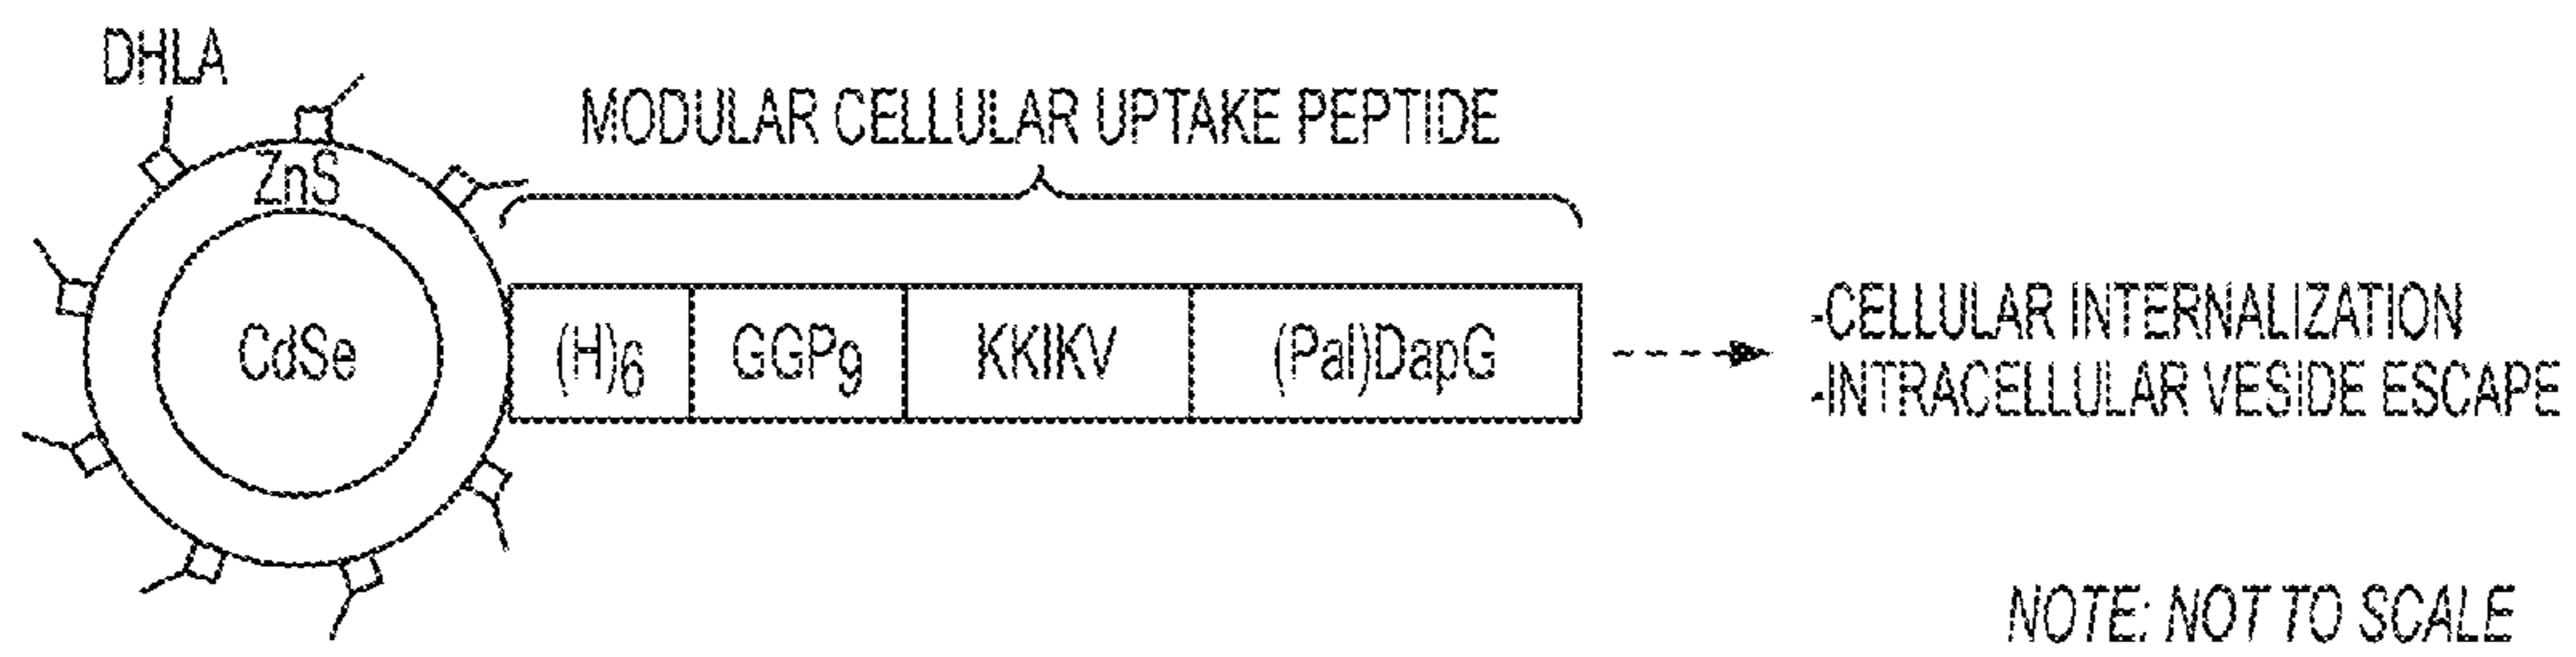 DHLA
MODULAR CELLULAR UPTAKE PEPTIDE
ZnS
CdSe
(H)6
GGP9
KKIKV
(Pal)DapG
-CELLULAR INTERNALIZATION
-INTRACELLULAR VESIDE ESCAPE
NOTE: NOT TO SCALE